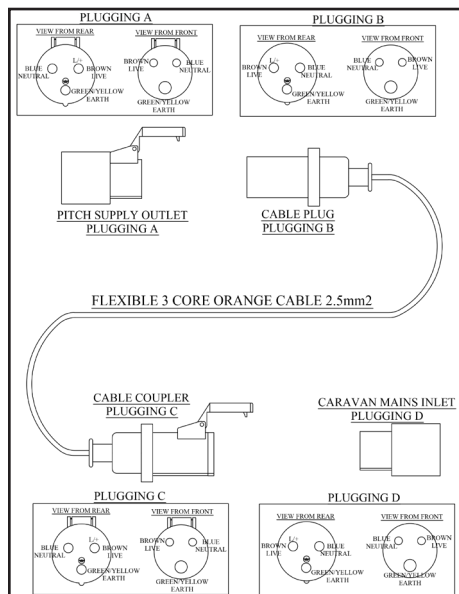 PLUGGING A
VIEW FROM REAR
VIEW FROM FRONT
L/+
BLUE
NEUTRAL
BROWN
LIVE
GREEN/YELLOW
EARTH
BROWN
LIVE
BLUE
NEUTRAL
GREEN/YELLOW
EARTH
PLUGGING B
VIEW FROM REAR
VIEW FROM FRONT
L/+
BROWN
LIVE
BLUE
NEUTRAL
GREEN/YELLOW
EARTH
BLUE
NEUTRAL
BROWN
LIVE
GREEN/YELLOW
EARTH
PITCH SUPPLY OUTLET
PLUGGING A
CABLE PLUG
PLUGGING B
FLEXIBLE 3 CORE ORANGE CABLE 2.5mm2
CABLE COUPLER
PLUGGING C
CARAVAN MAINS INLET
PLUGGING D
PLUGGING C
VIEW FROM REAR
VIEW FROM FRONT
L/+
BLUE
NEUTRAL
BROWN
LIVE
GREEN/YELLOW
EARTH
BROWN
LIVE
BLUE
NEUTRAL
GREEN/YELLOW
EARTH
PLUGGING D
VIEW FROM REAR
VIEW FROM FRONT
L/+
BROWN
LIVE
BLUE
NEUTRAL
GREEN/YELLOW
EARTH
BLUE
NEUTRAL
BROWN
LIVE
GREEN/YELLOW
EARTH